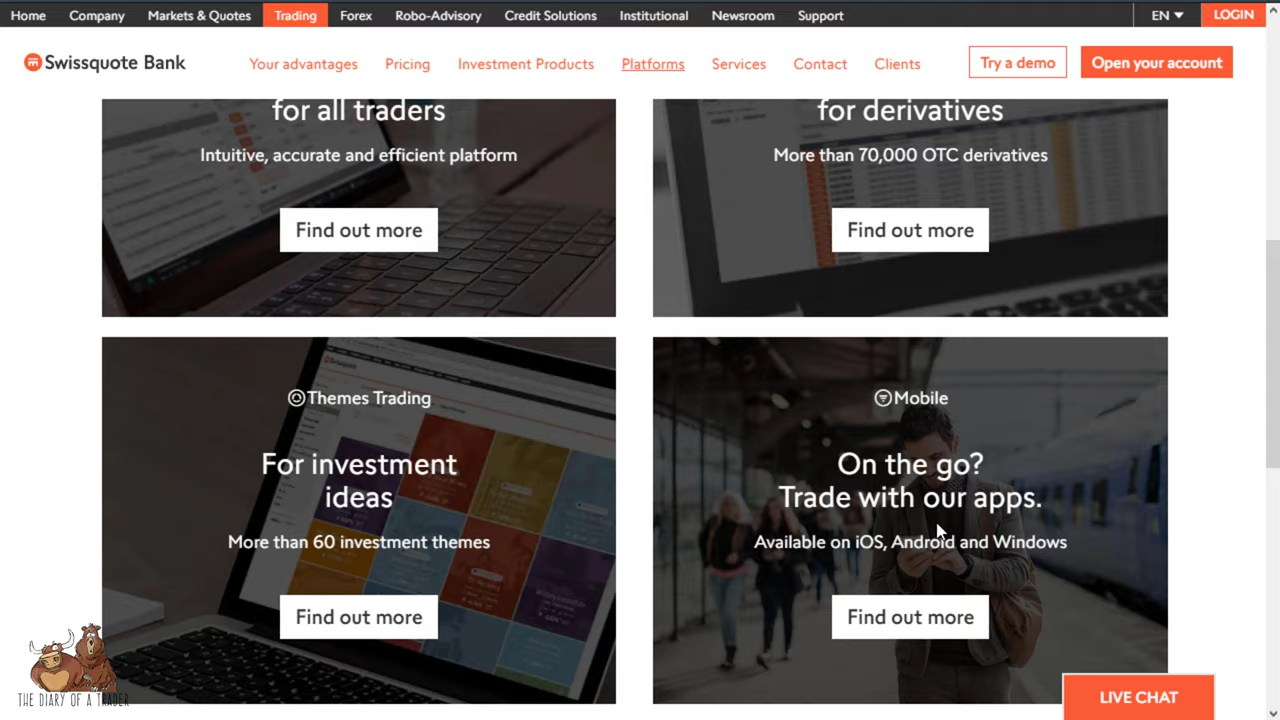 Home Company Markets & Quotes Trading Forex Robo-Advisory Credit Solutions Institutional Newsroom Support EN LOGIN
Swissquote Bank Your advantages Pricing Investment Products Platforms Services Contact Clients Try a demo Open your account
for all traders
Intuitive, accurate and efficient platform
Find out more
for derivatives
More than 70,000 OTC derivatives
Find out more
Themes Trading
For investment
ideas
More than 60 investment themes
Find out more
Mobile
On the go?
Trade with our apps.
Available on iOS, Android and Windows
Find out more
THE DIARY OF A TRADER
LIVE CHAT